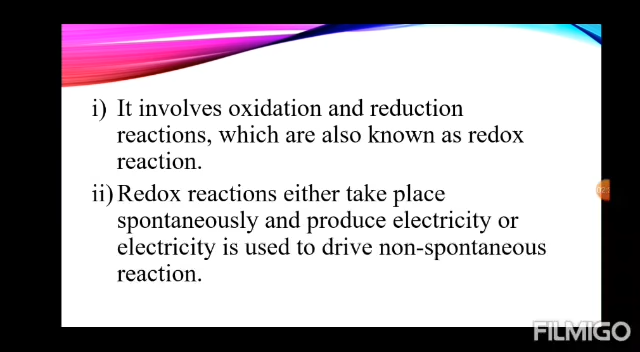 i) It involves oxidation and reduction
reactions, which are also known as redox
reaction.
ii) Redox reactions either take place
spontaneously and produce electricity or
electricity is used to drive non-spontaneous
reaction.
FILMIGO